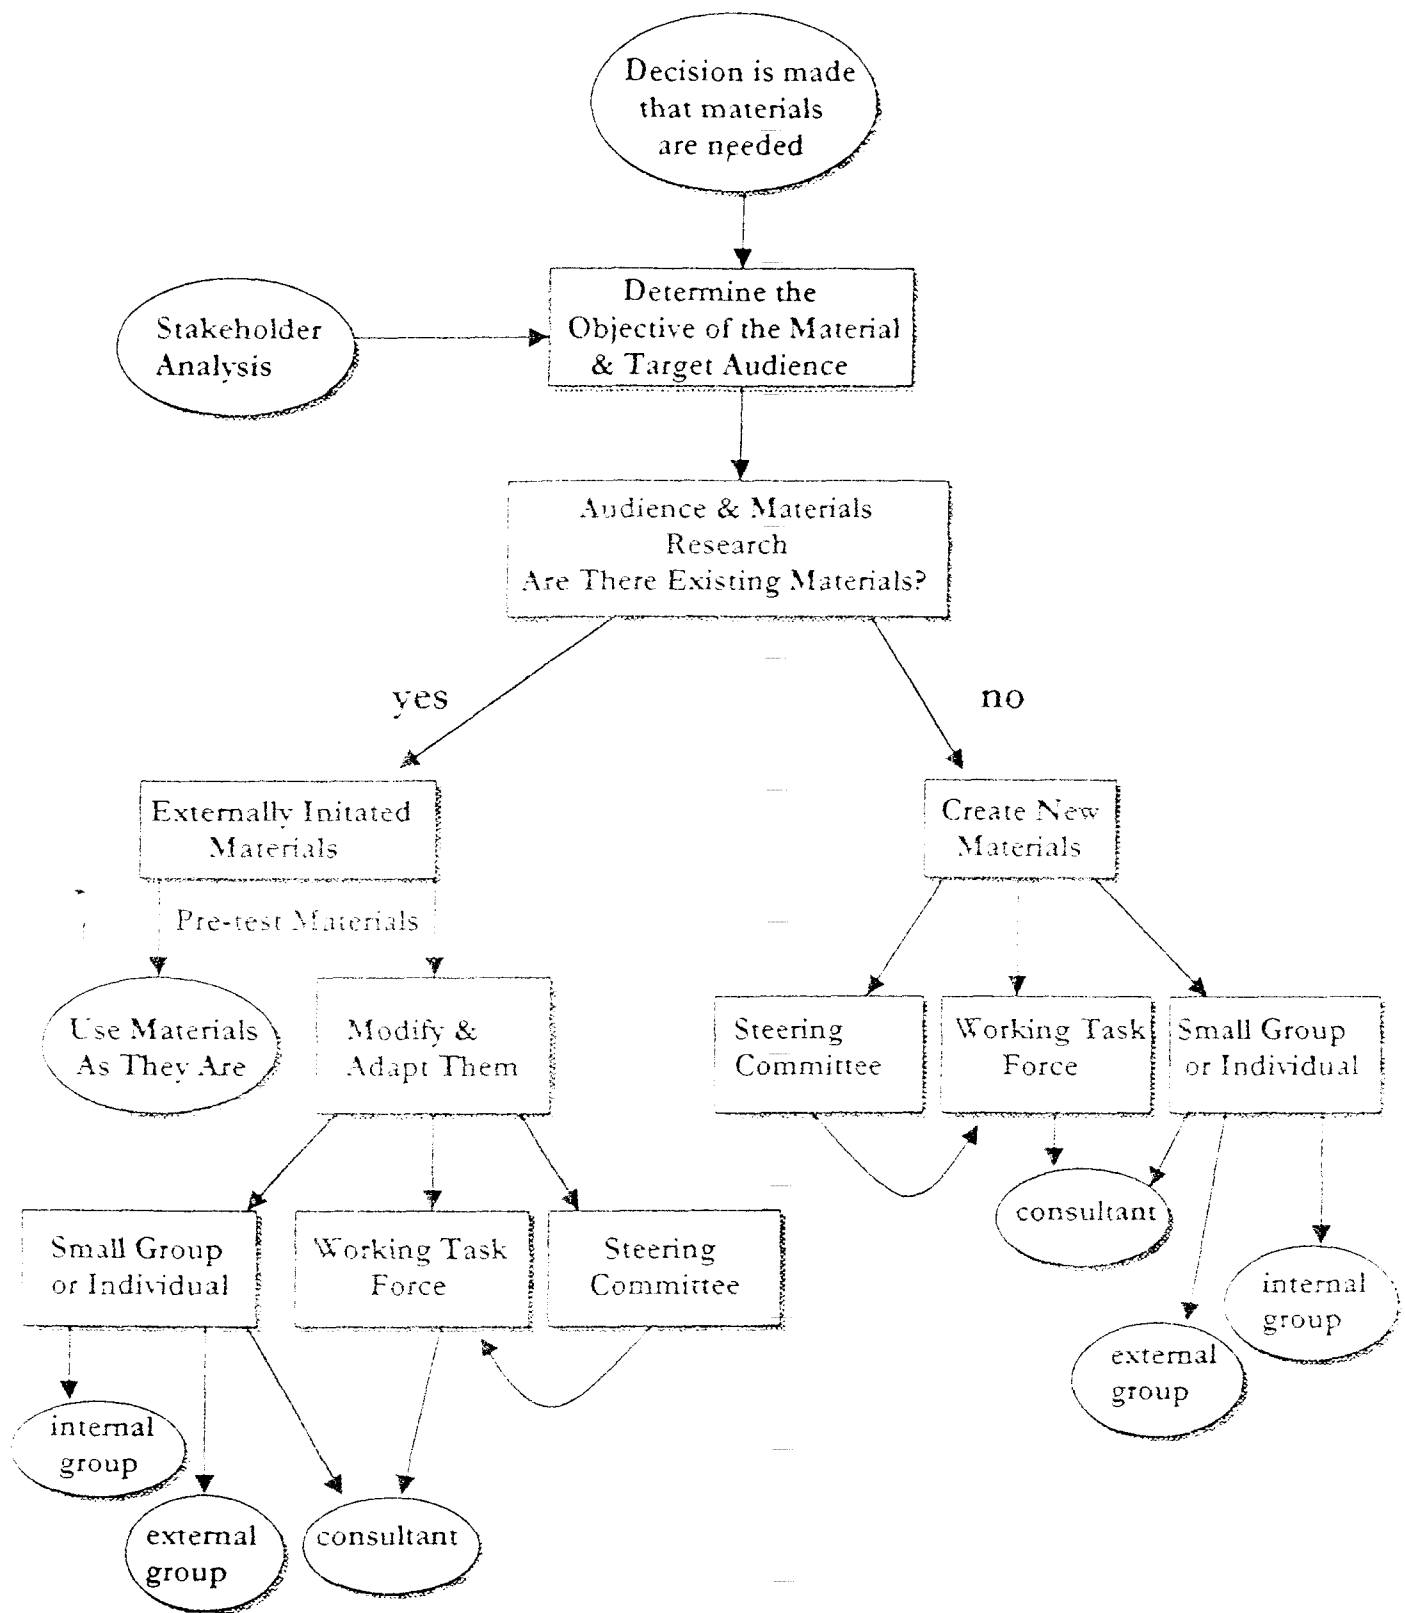 Decision is made
that materials
are needed
Stakeholder
Analysis
Determine the
Objective of the Material
& Target Audience
Audience & Materials
Research
Are There Existing Materials?
yes
no
Externally Initated
Materials
Create New
Materials
Pre-test Materials
Use Materials
As They Are
Modify &
Adapt Them
Steering
Committee
Working Task
Force
Small Group
or Individual
Small Group
or Individual
Working Task
Force
Steering
Committee
consultant
internal
group
external
group
internal
group
external
group
consultant